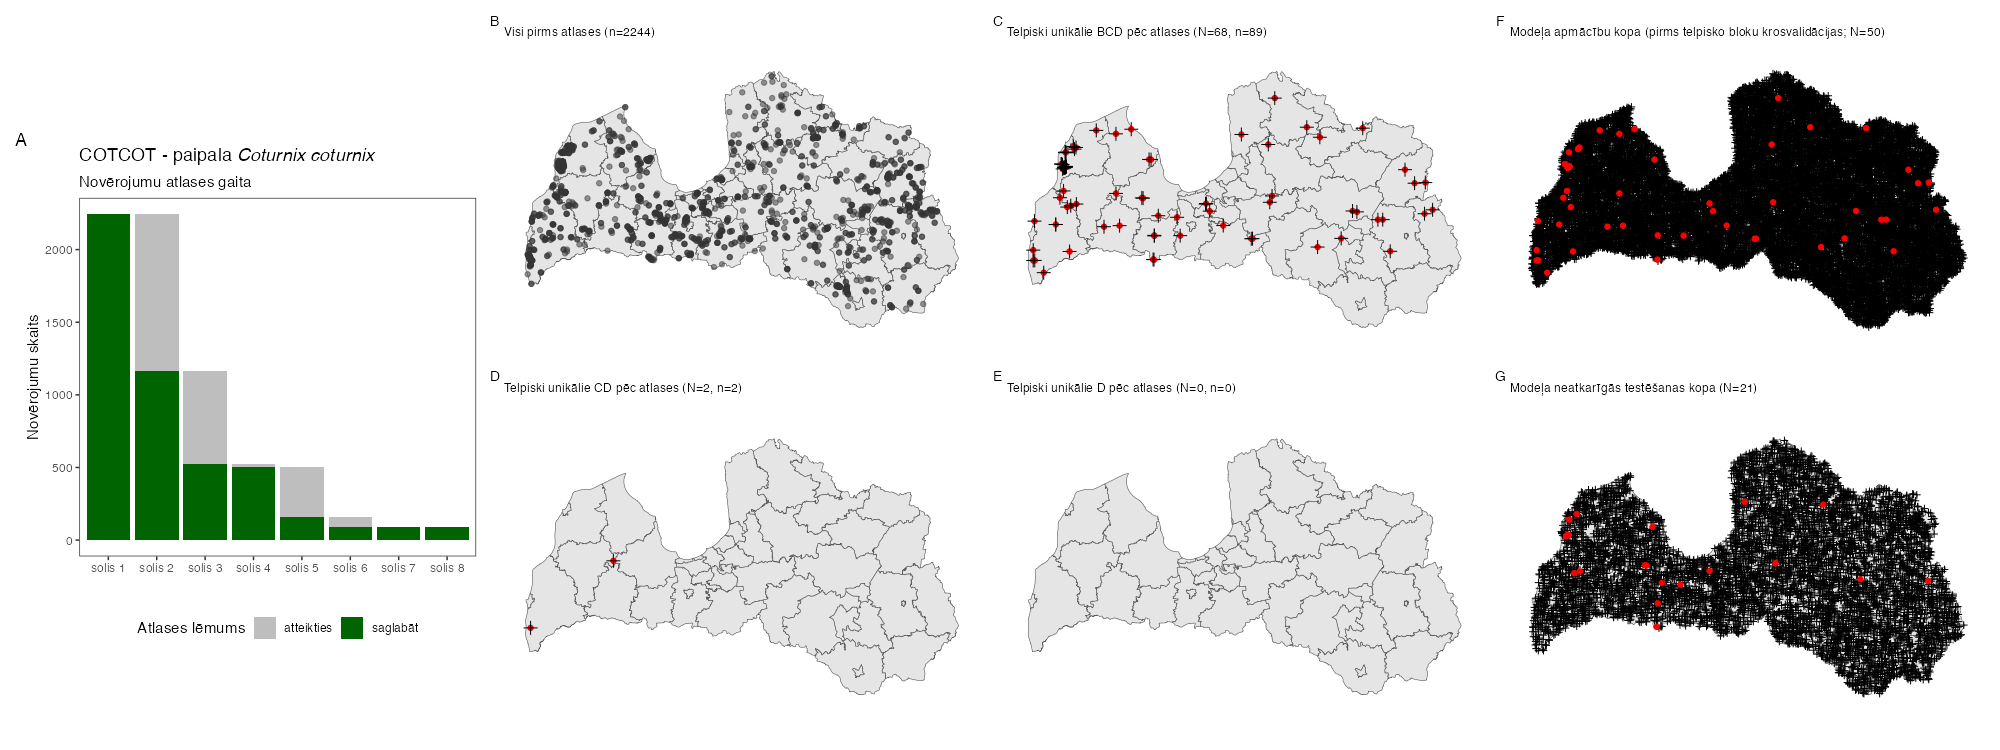 A
COTCOT - paipala Coturnix coturnix
Novērojumu atlases gaita
Novērojumu skaits
2000
1500
1000
500
0
solis 1 solis 2 solis 3 solis 4 solis 5 solis 6 solis 7 solis 8
Atlases lēmums atteikties saglabāt
B
Visi pirms atlases (n=2244)
C
Telpiski unikālie BCD pēc atlases (N=68, n=89)
F
Modeļa apmācību kopa (pirms telpisko bloku krosvalidācijas; N=50)
D
Telpiski unikālie CD pēc atlases (N=2, n=2)
E
Telpiski unikālie D pēc atlases (N=0, n=0)
G
Modeļa neatkarīgās testēšanas kopa (N=21)